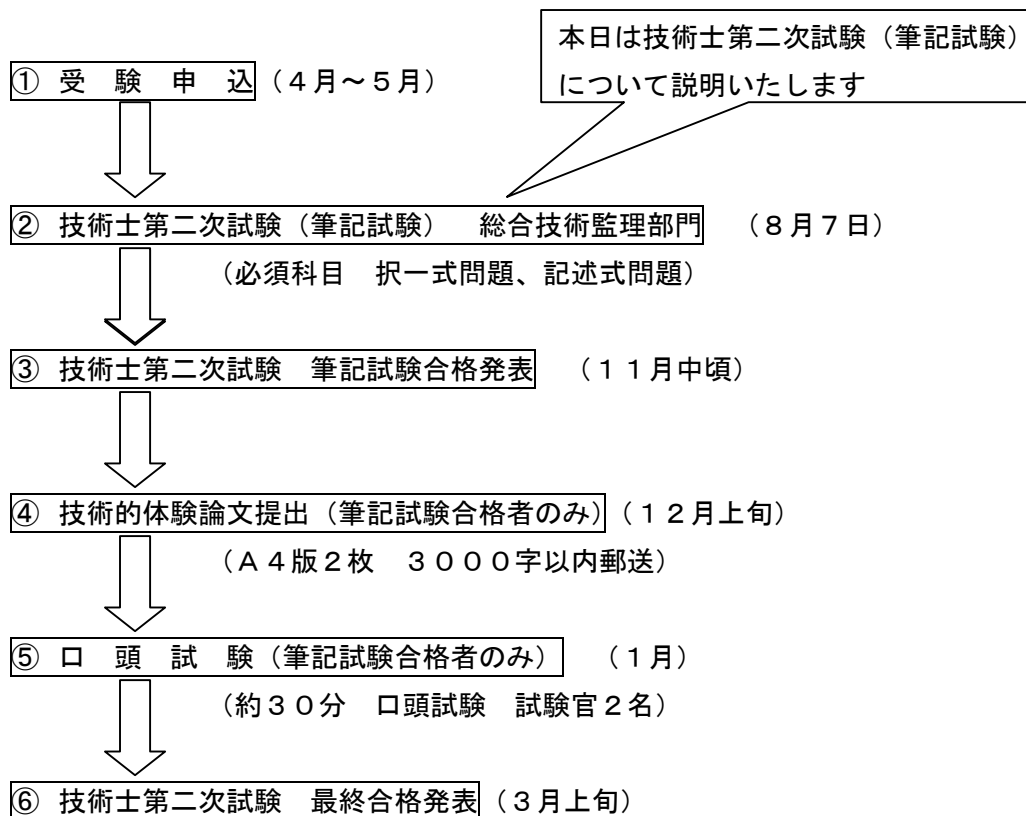 本日は技術士第二次試験（筆記試験）
について説明いたします
① 受　験　申　込（４月～５月）
② 技術士第二次試験（筆記試験）　総合技術監理部門　（８月７日）
（必須科目　択一式問題、記述式問題）
③ 技術士第二次試験　筆記試験合格発表　（１１月中頃）
④ 技術的体験論文提出（筆記試験合格者のみ）（１２月上旬）
（Ａ４版２枚　３０００字以内郵送）
⑤ 口　頭　試　験（筆記試験合格者のみ）　（１月）
（約３０分　口頭試験　試験官２名）
⑥ 技術士第二次試験　最終合格発表（３月上旬）